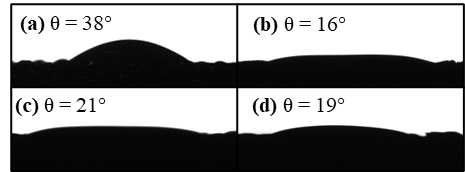 (a) θ = 38°
(b) θ = 16°
(c) θ = 21°
(d) θ = 19°